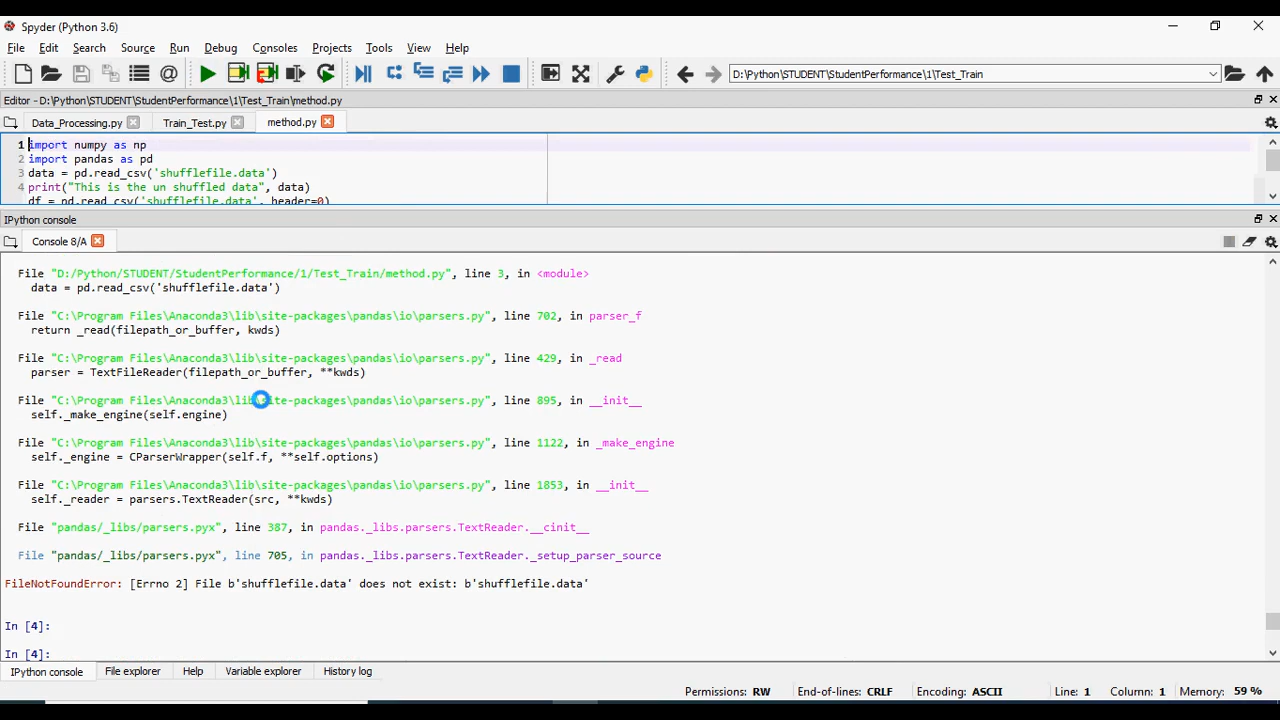 Spyder (Python 3.6)
File Edit Search Source Run Debug Consoles Projects Tools View Help
D:\Python\STUDENT\StudentPerformance\1\Test_Train
Editor - D:\Python\STUDENT\StudentPerformance\1\Test_Train\method.py
Data_Processing.py Train_Test.py method.py
1 import numpy as np
2 import pandas as pd
3 data = pd.read_csv('shufflefile.data')
4 print("This is the un shuffled data", data)
df = pd.read_csv('shufflefile.data', header=0)
IPython console
Console 8/A
File "D:/Python/STUDENT/StudentPerformance/1/Test_Train/method.py", line 3, in <module>
data = pd.read_csv('shufflefile.data')
File "C:\Program Files\Anaconda3\lib\site-packages\pandas\io\parsers.py", line 702, in parser_f
return _read(filepath_or_buffer, kwds)
File "C:\Program Files\Anaconda3\lib\site-packages\pandas\io\parsers.py", line 429, in _read
parser = TextFileReader(filepath_or_buffer, **kwds)
File "C:\Program Files\Anaconda3\lib\site-packages\pandas\io\parsers.py", line 895, in __init__
self._make_engine(self.engine)
File "C:\Program Files\Anaconda3\lib\site-packages\pandas\io\parsers.py", line 1122, in _make_engine
self._engine = CParserWrapper(self.f, **self.options)
File "C:\Program Files\Anaconda3\lib\site-packages\pandas\io\parsers.py", line 1853, in __init__
self._reader = parsers.TextReader(src, **kwds)
File "pandas/_libs/parsers.pyx", line 387, in pandas._libs.parsers.TextReader.__cinit__
File "pandas/_libs/parsers.pyx", line 705, in pandas._libs.parsers.TextReader._setup_parser_source
FileNotFoundError: [Errno 2] File b'shufflefile.data' does not exist: b'shufflefile.data'
In [4]:
In [4]:
IPython console File explorer Help Variable explorer History log
Permissions: RW End-of-lines: CRLF Encoding: ASCII Line: 1 Column: 1 Memory: 59 %